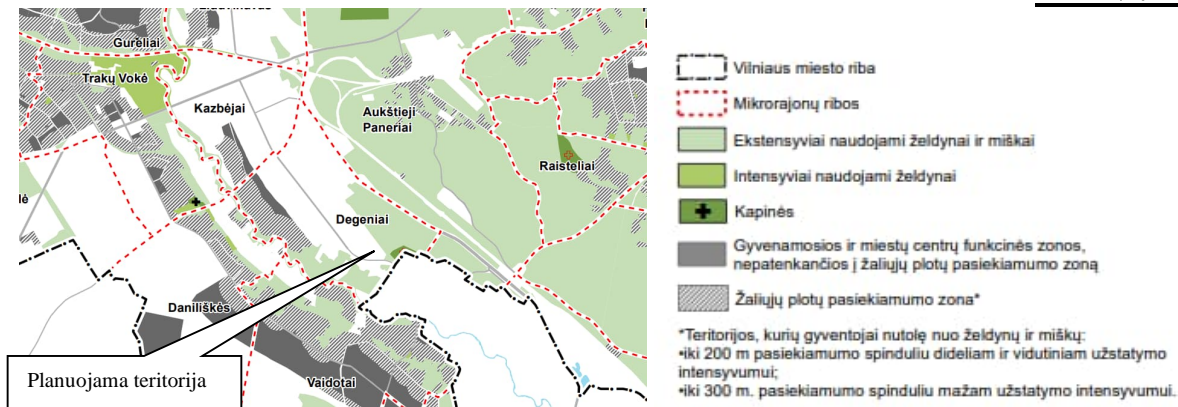 Gurėliai
Trakų Vokė
Kazbėjai
Aukštieji
Paneriai
Raisteliai
Degeniai
Daniliškės
Vaidotai
Planuojama teritorija
Vilniaus miesto riba
Mikrorajonų ribos
Ekstensyviai naudojami želdynai ir miškai
Intensyviai naudojami želdynai
Kapinės
Gyvenamosios ir miestų centrų funkcinės zonos,
nepatenkančios į žaliųjų plotų pasiekiamumo zoną
Žaliųjų plotų pasiekiamumo zona*
*Teritorijos, kurių gyventojai nutolę nuo želdynų ir miškų:
•iki 200 m pasiekiamumo spinduliu dideliam ir vidutiniam užstatymo
intensyvumui;
•iki 300 m. pasiekiamumo spinduliu mažam užstatymo intensyvumui.